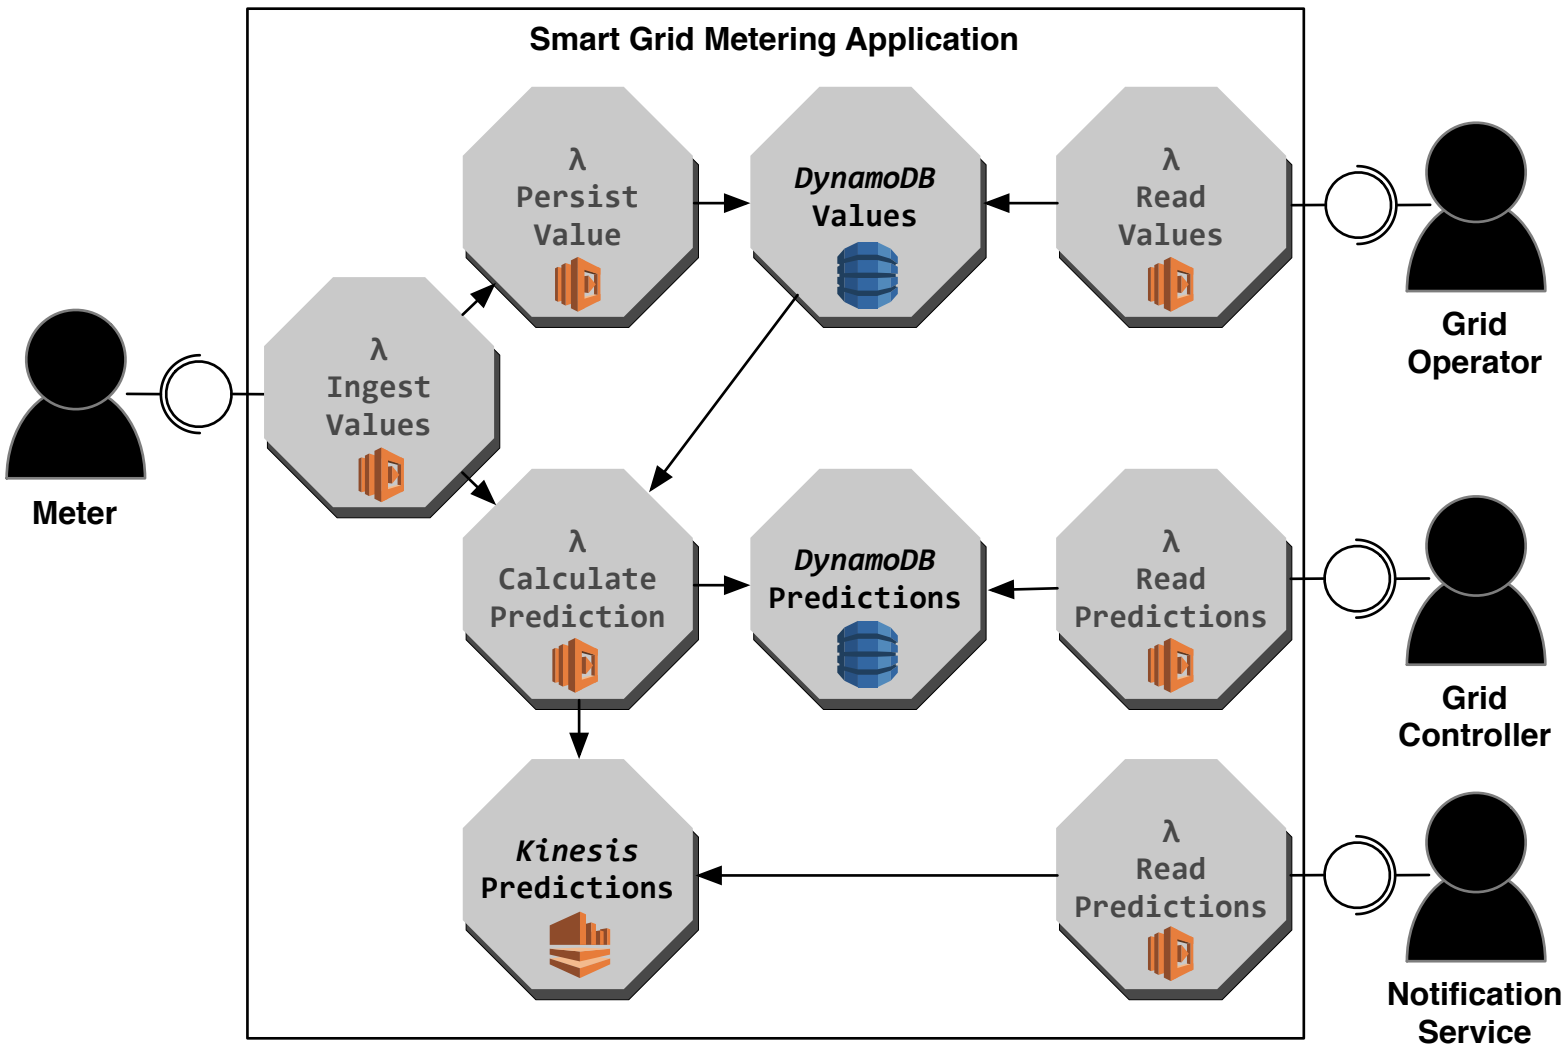 Smart Grid Metering Application
λ
Persist
Value
DynamoDB
Values
λ
Read
Values
Grid
Operator
λ
Ingest
Values
Meter
λ
Calculate
Prediction
DynamoDB
Predictions
λ
Read
Predictions
Grid
Controller
Kinesis
Predictions
λ
Read
Predictions
Notification
Service